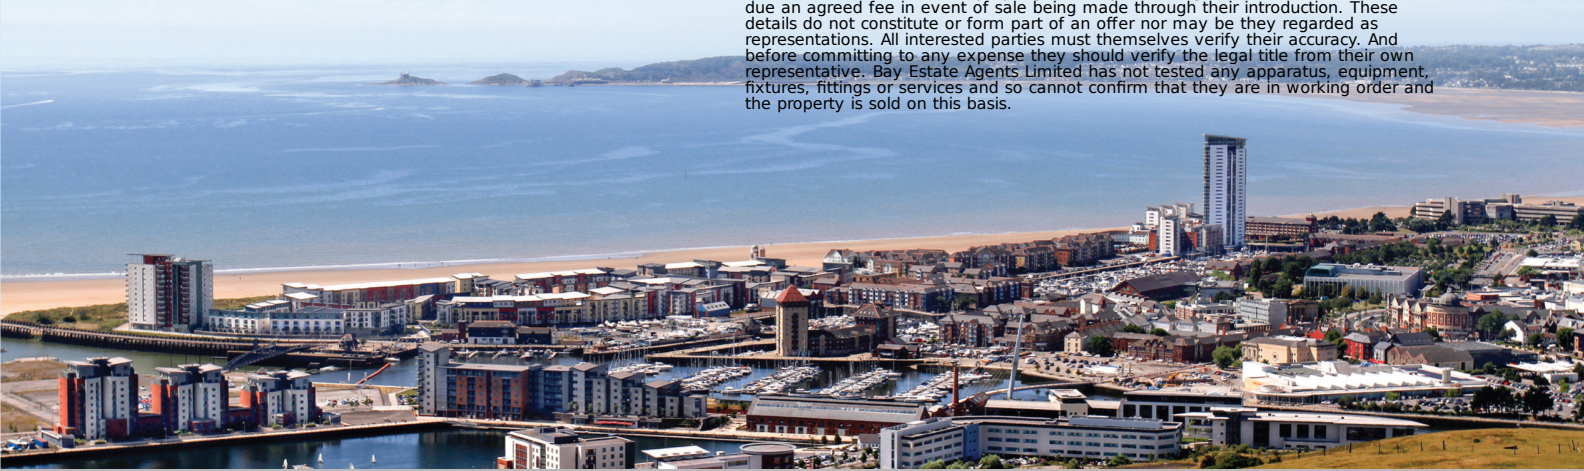 due an agreed fee in event of sale being made through their introduction. These
details do not constitute or form part of an offer nor may be they regarded as
representations. All interested parties must themselves verify their accuracy. And
before committing to any expense they should verify the legal title from their own
representative. Bay Estate Agents Limited has not tested any apparatus, equipment,
fixtures, fittings or services and so cannot confirm that they are in working order and
the property is sold on this basis.